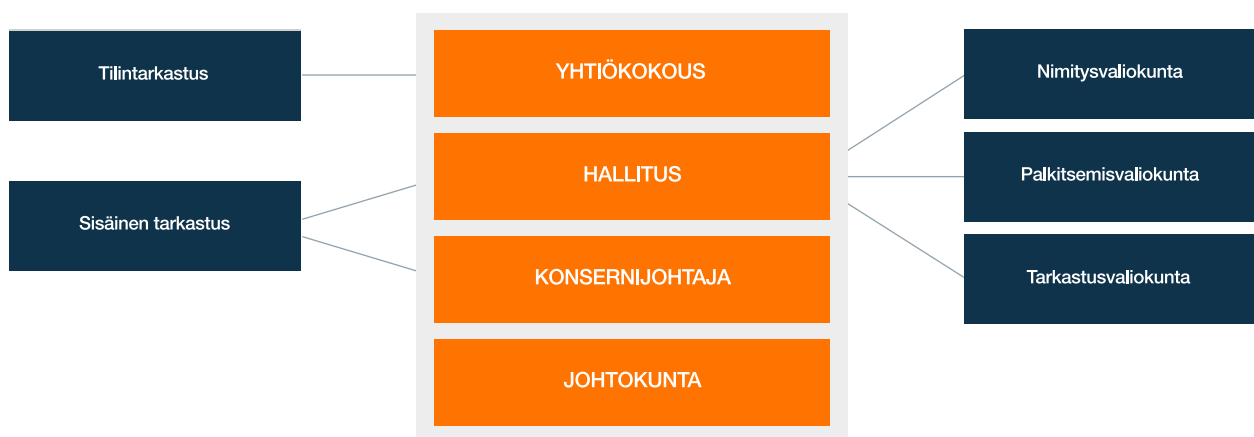 Tilintarkastus
Sisäinen tarkastus
YHTIÖKOKOUS
HALLITUS
KONSERNIJOHTAJA
JOHTOKUNTA
Nimitysvaliokunta
Palkitsemisvaliokunta
Tarkastusvaliokunta